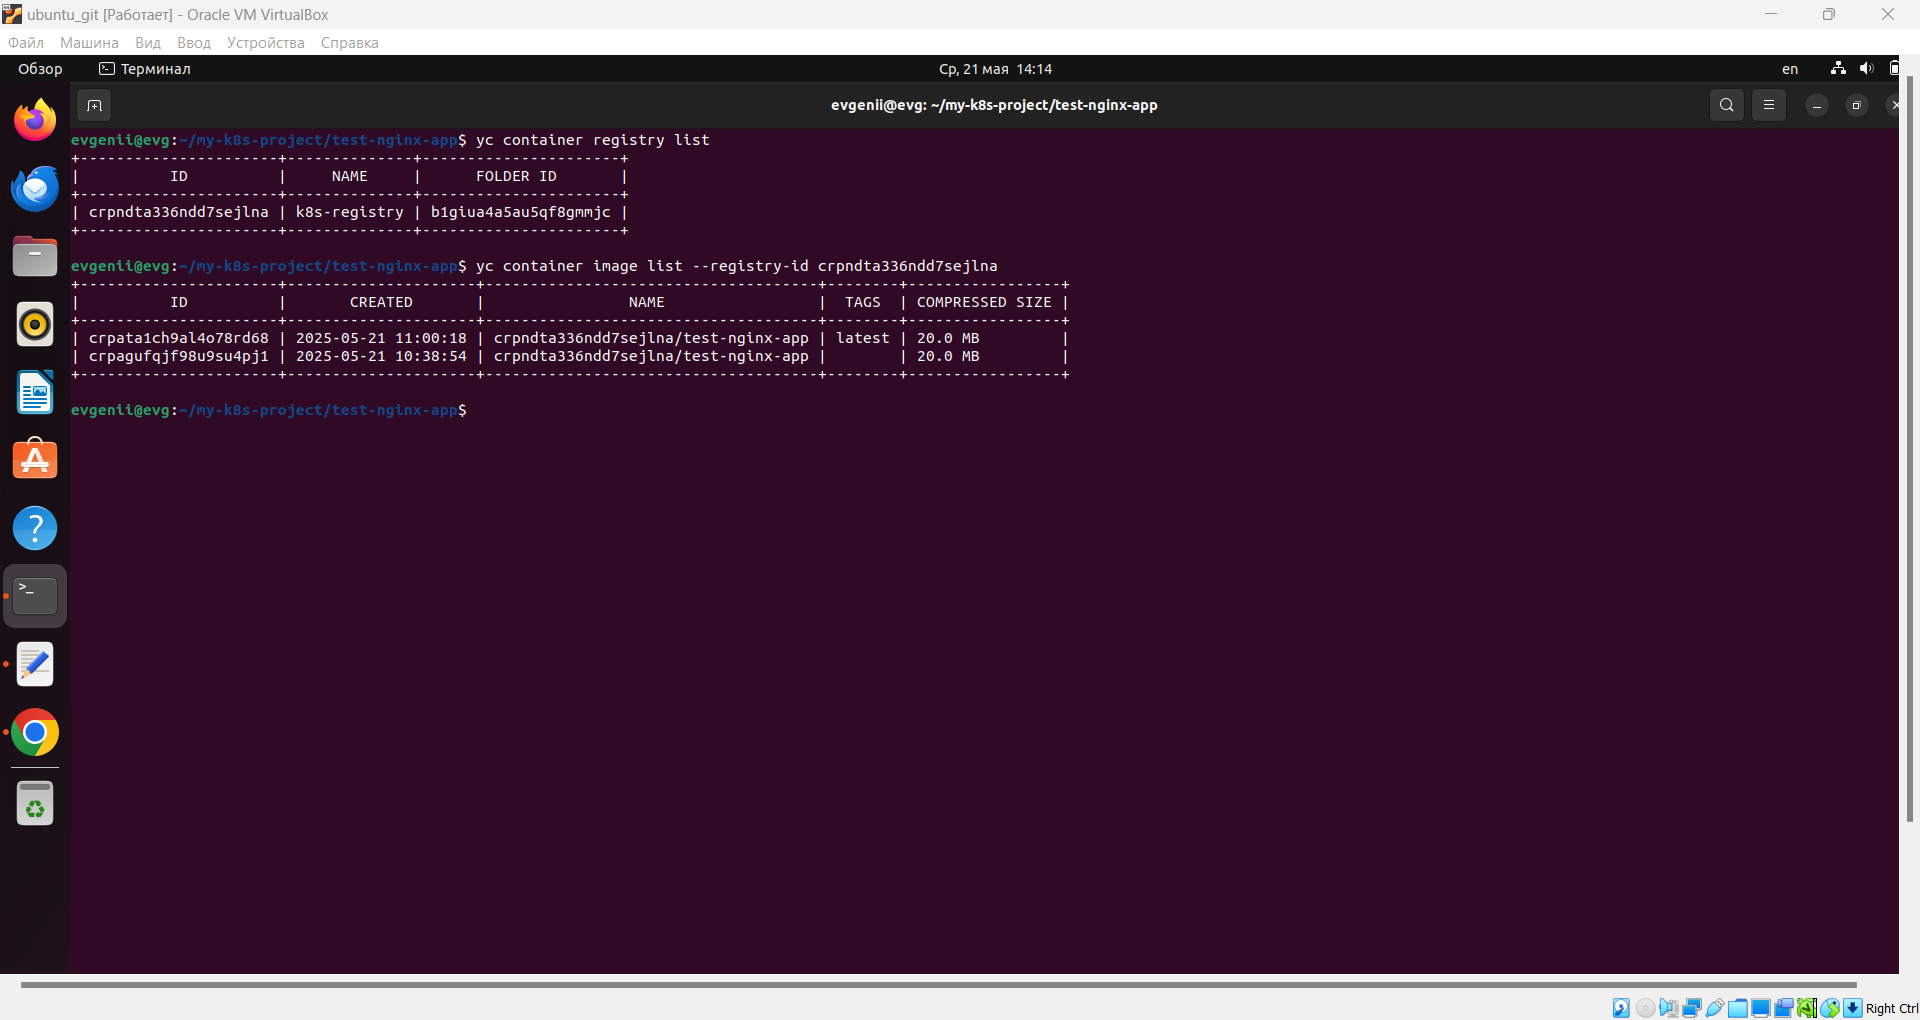 ubuntu_git [Работает] - Oracle VM VirtualBox
Файл Машина Вид Ввод Устройства Справка
Обзор Терминал Ср, 21 мая 14:14 en
evgenii@evg: ~/my-k8s-project/test-nginx-app
evgenii@evg:~/my-k8s-project/test-nginx-app$ yc container registry list
+----------------------+--------------+----------------------+
|          ID          |     NAME     |      FOLDER ID       |
+----------------------+--------------+----------------------+
| crpndta336ndd7sejlna | k8s-registry | b1giua4a5au5qf8gmmjc |
+----------------------+--------------+----------------------+
evgenii@evg:~/my-k8s-project/test-nginx-app$ yc container image list --registry-id crpndta336ndd7sejlna
+----------------------+---------------------+-------------------------------------+--------+-----------------+
|          ID          |       CREATED       |                NAME                 |  TAGS  | COMPRESSED SIZE |
+----------------------+---------------------+-------------------------------------+--------+-----------------+
| crpata1ch9al4o78rd68 | 2025-05-21 11:00:18 | crpndta336ndd7sejlna/test-nginx-app | latest | 20.0 MB         |
| crpagufqjf98u9su4pj1 | 2025-05-21 10:38:54 | crpndta336ndd7sejlna/test-nginx-app |        | 20.0 MB         |
+----------------------+---------------------+-------------------------------------+--------+-----------------+
evgenii@evg:~/my-k8s-project/test-nginx-app$
Right Ctrl